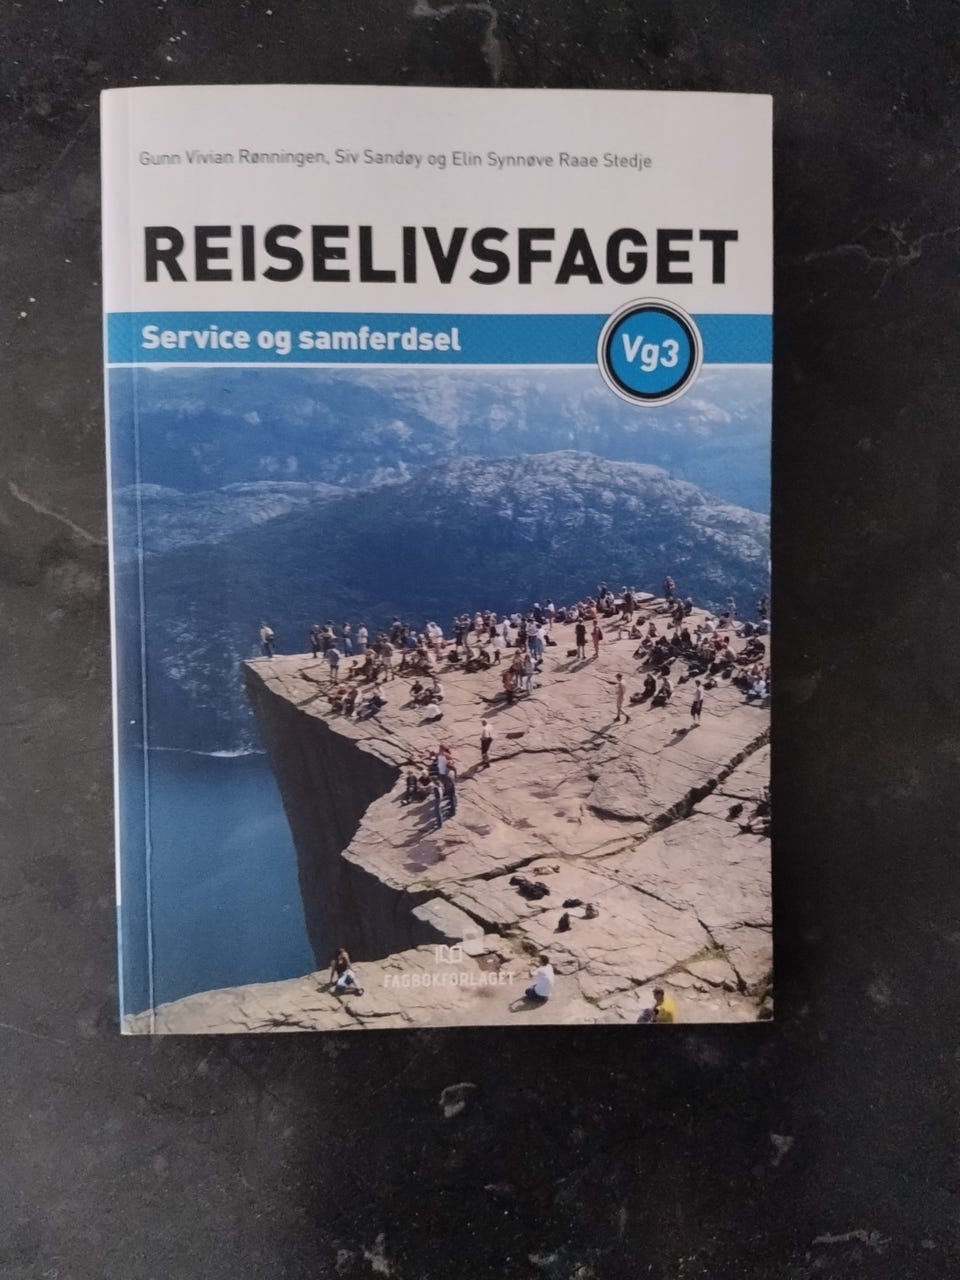 Gunn Vivian Rønningen, Siv Sandøy og Elin Synnøve Raae Stedje
REISELIVSFAGET
Service og samferdsel
Vg3
FAGBOKFORLAGET